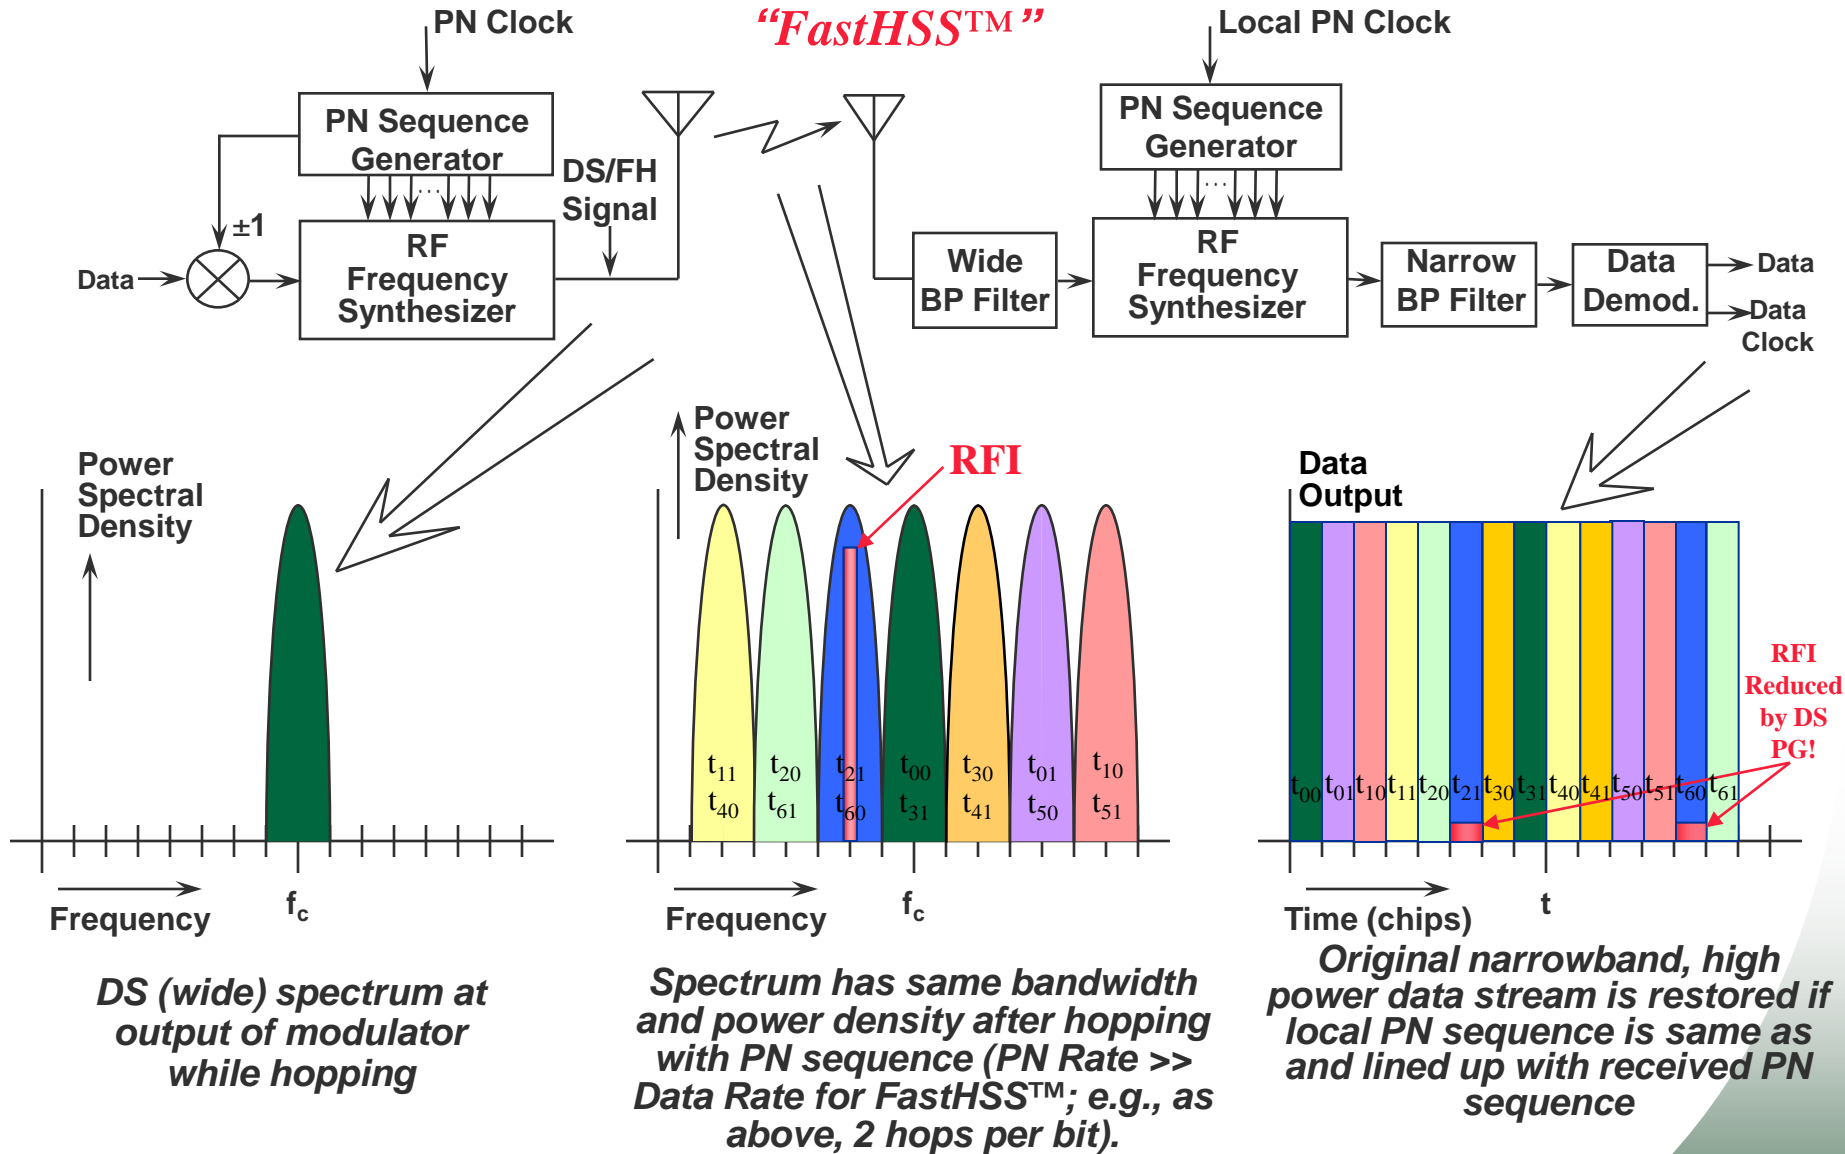 “FastHSS™”
PN Clock
PN Sequence
Generator
DS/FH
Signal
±1
Data
RF
Frequency
Synthesizer
Local PN Clock
PN Sequence
Generator
Wide
BP Filter
RF
Frequency
Synthesizer
Narrow
BP Filter
Data
Demod.
Data
Data
Clock
Power
Spectral
Density
Frequency
fc
DS (wide) spectrum at
output of modulator
while hopping
Power
Spectral
Density
RFI
t11 t20 t21 t00 t30 t01 t10
t40 t61 t60 t31 t41 t50 t51
Frequency
fc
Spectrum has same bandwidth
and power density after hopping
with PN sequence (PN Rate >>
Data Rate for FastHSS™; e.g., as
above, 2 hops per bit).
Data
Output
RFI
Reduced
by DS
PG!
t00 t01 t10 t11 t20 t21 t30 t31 t40 t41 t50 t51 t60 t61
Time (chips)
t
Original narrowband, high
power data stream is restored if
local PN sequence is same as
and lined up with received PN
sequence